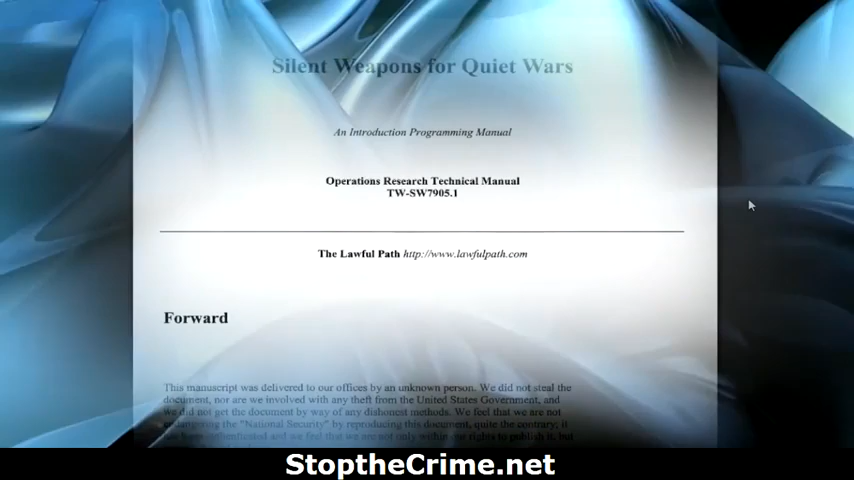 Silent Weapons for Quiet Wars
An Introduction Programming Manual
Operations Research Technical Manual
TW-SW7905.1
The Lawful Path http://www.lawfulpath.com
Forward
This manuscript was delivered to our offices by an unknown person. We did not steal the
document, nor are we involved with any theft from the United States Government, and
we did not get the document by way of any dishonest methods. We feel that we are not
endangering the "National Security" by reproducing this document, quite the contrary; it
has been authenticated and we feel that we are not only within our rights to publish it, but
StoptheCrime.net